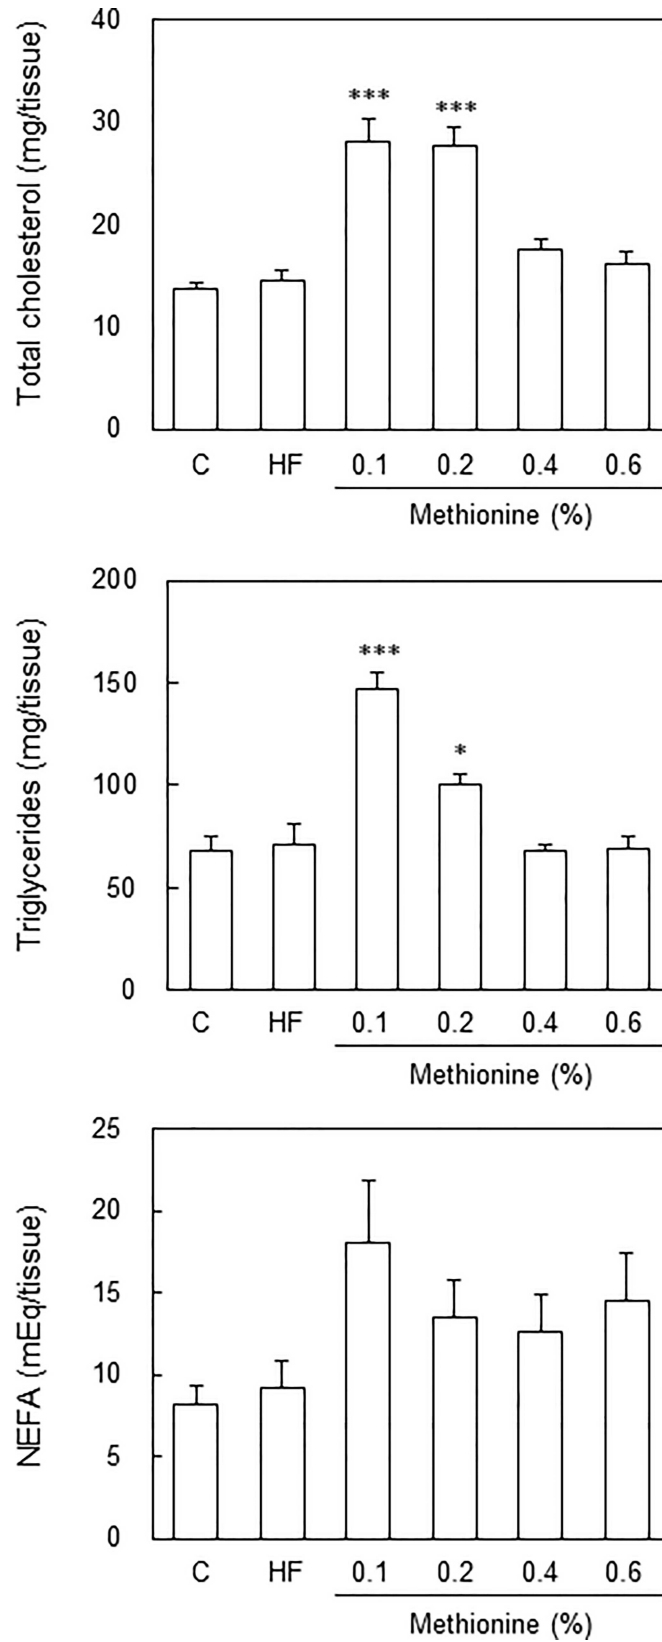 Total cholesterol (mg/tissue)
40
30
20
10
0
*** ***
C HF 0.1 0.2 0.4 0.6
Methionine (%)
Triglycerides (mg/tissue)
200
150
100
50
0
***
*
C HF 0.1 0.2 0.4 0.6
Methionine (%)
NEFA (mEq/tissue)
25
20
15
10
5
0
C HF 0.1 0.2 0.4 0.6
Methionine (%)